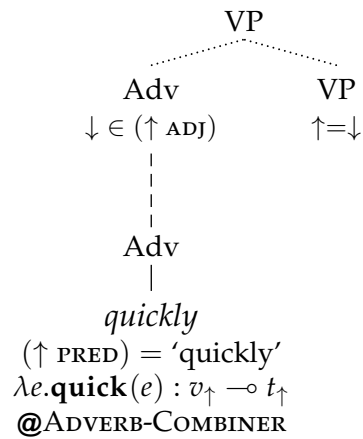 VP
Adv VP
↓ ∈ (↑ ADJ) ↑=↓
Adv
quickly
(↑ PRED) = ‘quickly’
λe.quick(e) : v↑ ⊸ t↑
@ADVERB-COMBINER